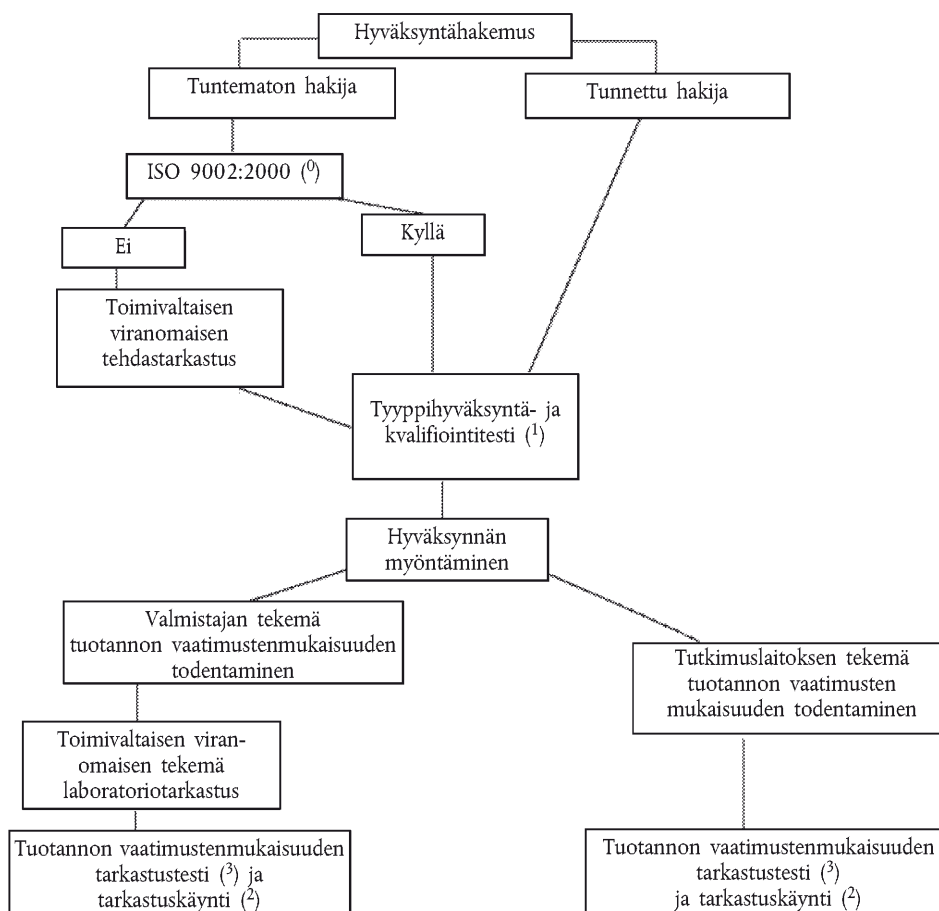 Hyväksyntähakemus
Tuntematon hakija
Tunnettu hakija
ISO 9002:2000 (⁰)
Ei
Kyllä
Toimivaltaisen
viranomaisen
tehdastarkastus
Tyyppihyväksyntä- ja
kvalifiointitesti (¹)
Hyväksynnän
myöntäminen
Valmistajan tekemä
tuotannon vaatimustenmukaisuuden
todentaminen
Tutkimuslaitoksen tekemä
tuotannon vaatimusten
mukaisuuden todentaminen
Toimivaltaisen viran-
omaisen tekemä
laboratoriotarkastus
Tuotannon vaatimustenmukaisuuden
tarkastustesti (³) ja
tarkastuskäynti (²)
Tuotannon vaatimustenmukaisuuden
tarkastustesti (³)
ja tarkastuskäynti (²)